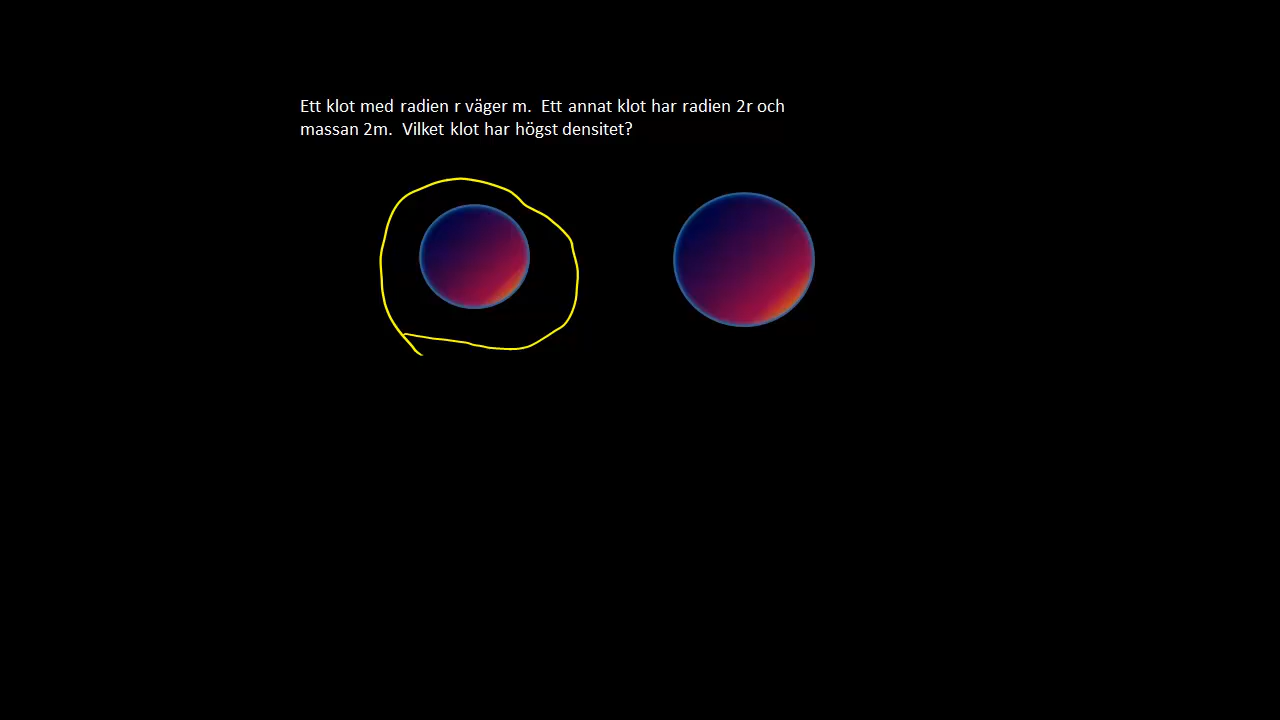 Ett klot med radien r väger m.  Ett annat klot har radien 2r och
massan 2m.  Vilket klot har högst densitet?